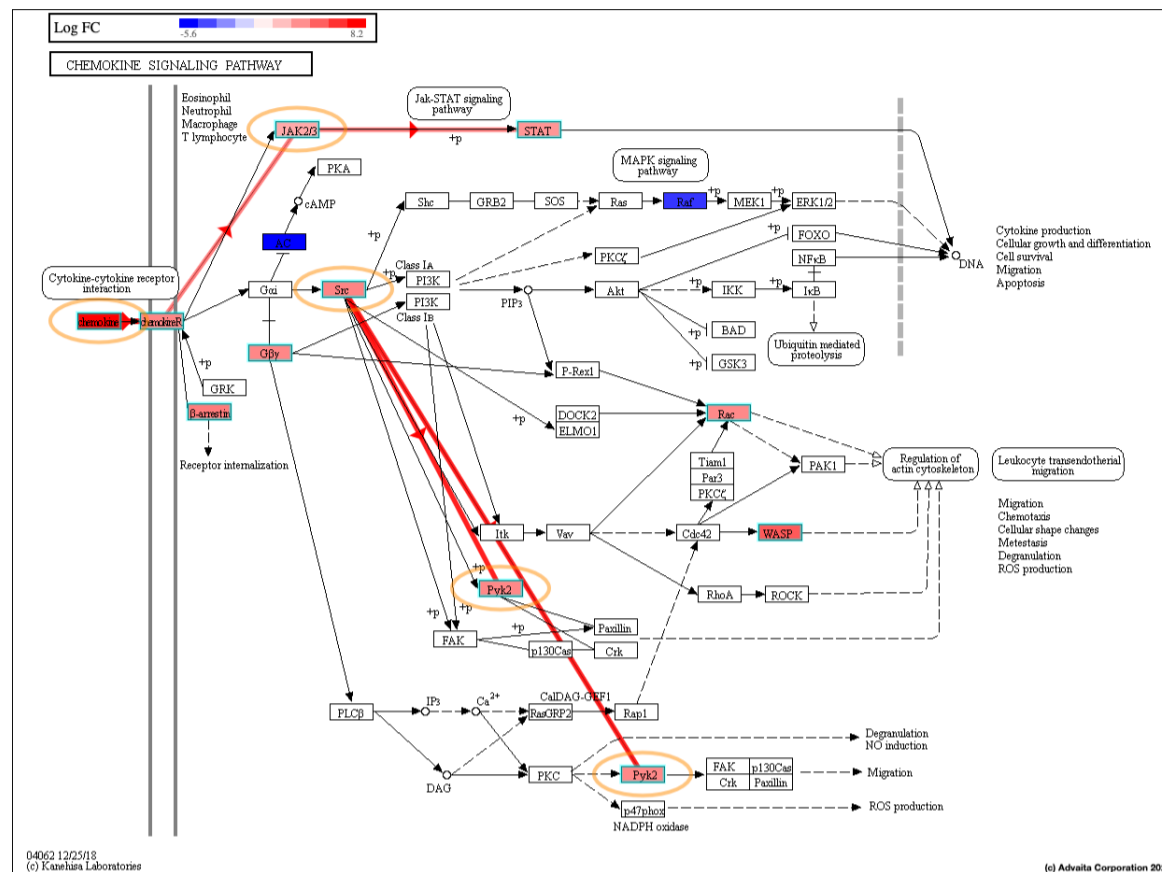 Log FC
-5.6 8.2
CHEMOKINE SIGNALING PATHWAY
Eosinophil
Neutrophil
Macrophage
T lymphocyte
Jak-STAT signaling
pathway
JAK2/3
+p
STAT
MAPK signaling
pathway
PKA
cAMP
AC
+p
Shc
GRB2
SOS
Ras
Raf
+p
MEK1
+p
ERK1/2
+p
FOXO
NFκB
DNA
Cytokine production
Cellular growth and differentiation
Cell survival
Migration
Apoptosis
Cytokine-cytokine receptor
interaction
chemokine
chemokineR
Gαi
Src
+p
Class IA
PI3K
PI3K
Class IB
PKCζ
PIP3
Akt
+p
IKK
+p
IκB
+p
BAD
+p
GSK3
Ubiquitin mediated
proteolysis
Gβγ
+p
GRK
β-arrestin
Receptor internalization
P-Rex1
+p
DOCK2
ELMO1
Rac
Tiam1
Par3
PKCζ
PAK1
Regulation of
actin cytoskeleton
Leukocyte transendotherial
migration
Itk
Vav
Cdc42
WASP
Migration
Chemotaxis
Cellular shape changes
Metestasis
Degranulation
ROS production
+p
Pyk2
RhoA
ROCK
+p
+p
FAK
+p
Paxillin
p130Cas
Crk
PLCβ
IP3
Ca2+
CalDAG-GEF1
RasGRP2
Rap1
DAG
PKC
Pyk2
FAK p130Cas
Crk Paxillin
Degranulation
NO induction
Migration
p47phox
NADPH oxidase
ROS production
04062 12/25/18
(c) Kanehisa Laboratories
(c) Advaita Corporation